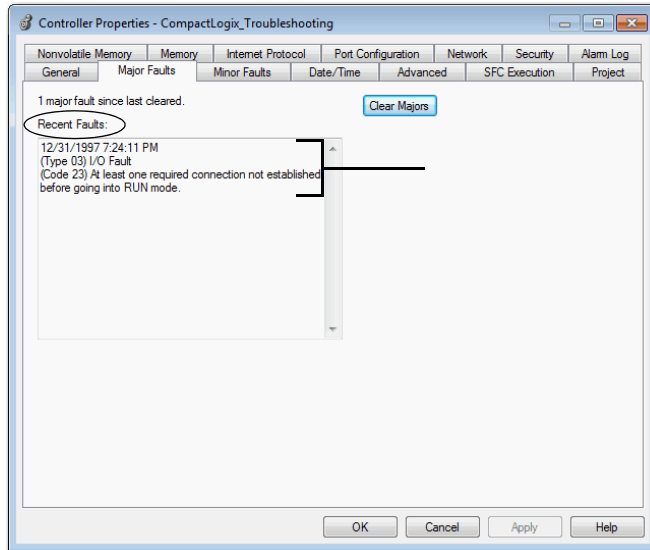 Controller Properties - CompactLogix_Troubleshooting
Nonvolatile Memory Memory Internet Protocol Port Configuration Network Security Alarm Log
General Major Faults Minor Faults Date/Time Advanced SFC Execution Project
1 major fault since last cleared.
Clear Majors
Recent Faults:
12/31/1997 7:24:11 PM
(Type 03) I/O Fault
(Code 23) At least one required connection not established
before going into RUN mode.
OK Cancel Apply Help